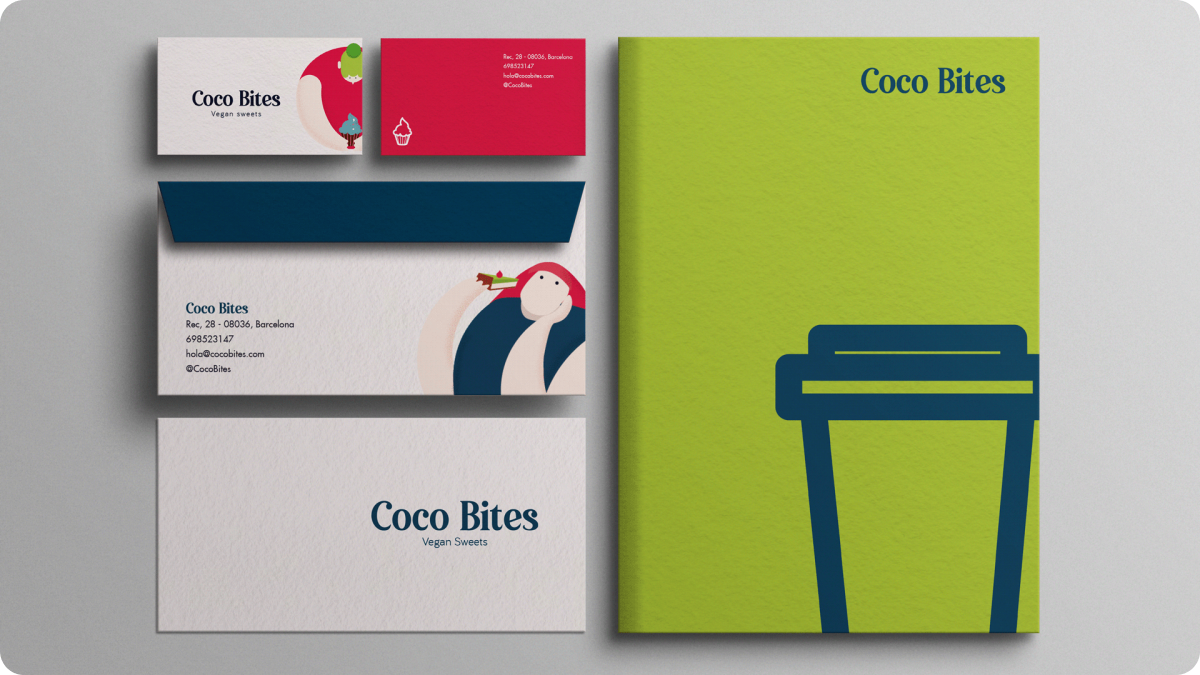 Coco Bites
Vegan sweets
Rec, 28 - 08036, Barcelona
698523147
hola@cocobites.com
@CocoBites
Coco Bites
Rec, 28 - 08036, Barcelona
698523147
hola@cocobites.com
@CocoBites
Coco Bites
Vegan Sweets
Coco Bites